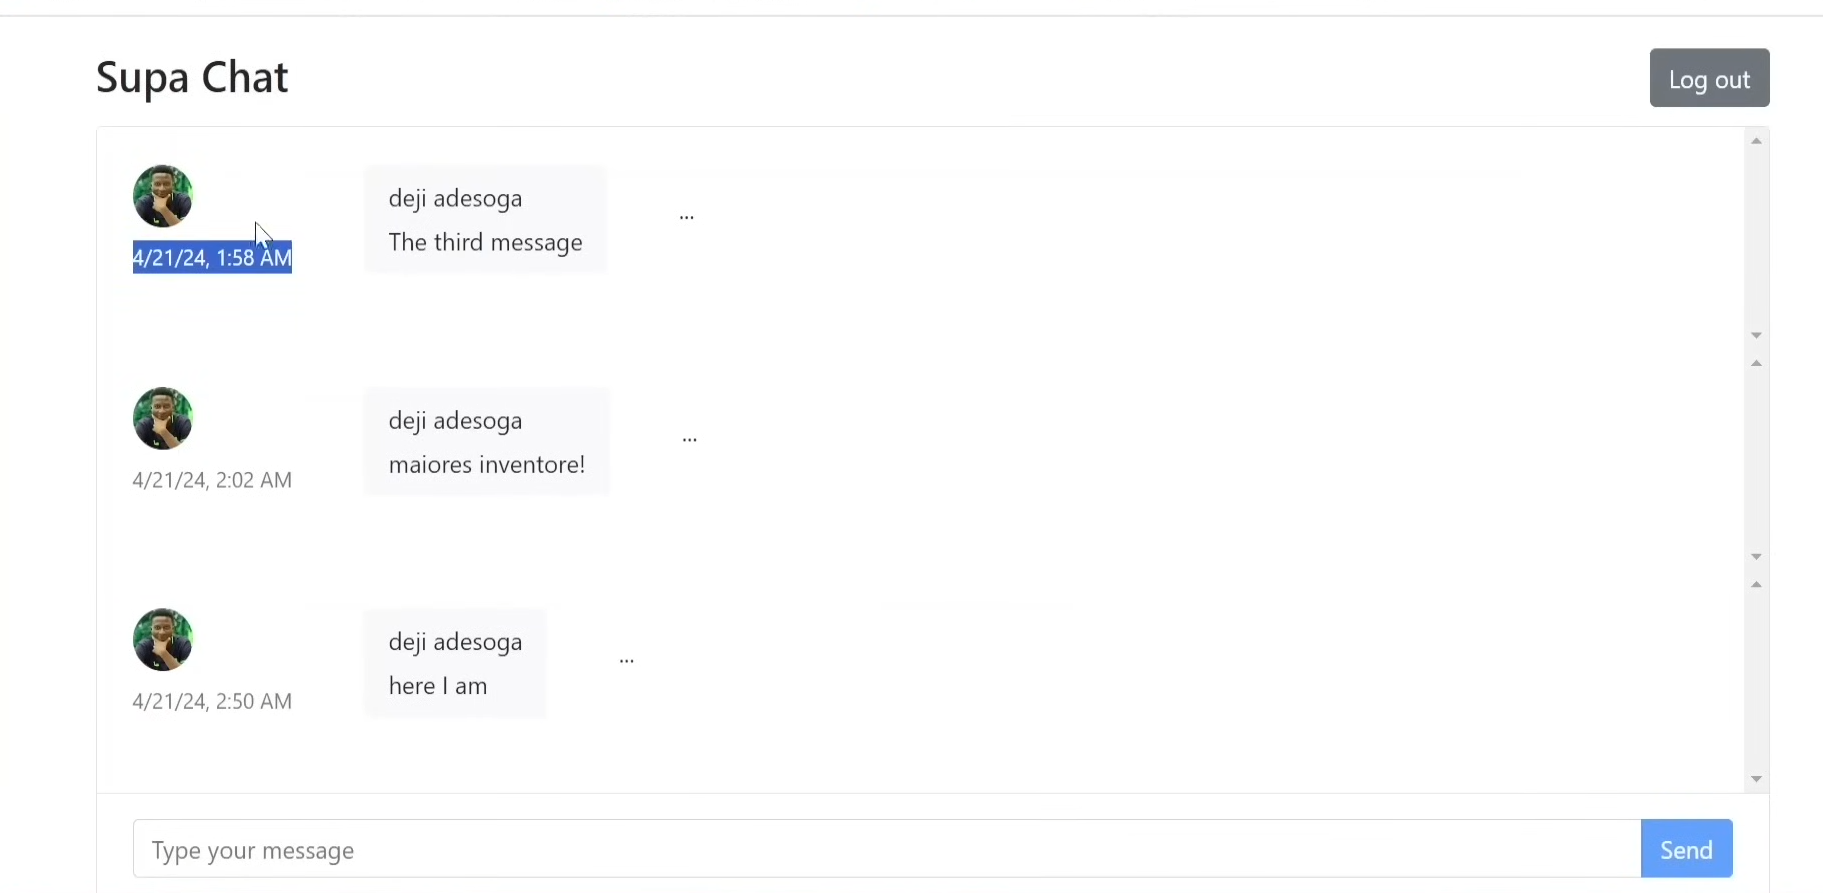 Supa Chat
Log out
4/21/24, 1:58 AM
deji adesoga
The third message
...
4/21/24, 2:02 AM
deji adesoga
maiores inventore!
...
4/21/24, 2:50 AM
deji adesoga
here I am
...
Type your message
Send